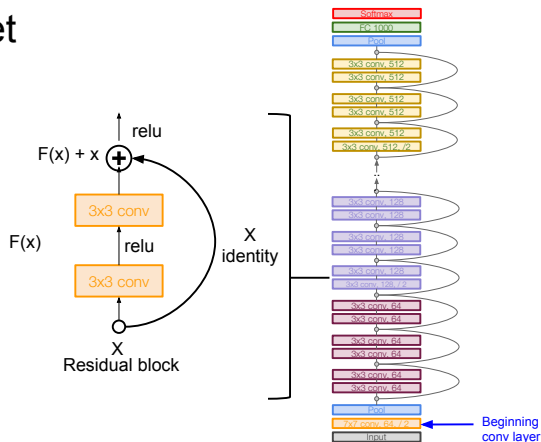 et
relu
F(x) + x
3x3 conv
F(x)
relu
3x3 conv
X
Residual block
X
identity
Softmax
FC 1000
Pool
3x3 conv, 512
3x3 conv, 512
3x3 conv, 512
3x3 conv, 512
3x3 conv, 512
3x3 conv, 512, /2
..
3x3 conv, 128
3x3 conv, 128
3x3 conv, 128
3x3 conv, 128
3x3 conv, 128
3x3 conv, 128, / 2
3x3 conv, 64
3x3 conv, 64
3x3 conv, 64
3x3 conv, 64
3x3 conv, 64
3x3 conv, 64
Pool
7x7 conv, 64, / 2
Input
Beginning
conv layer